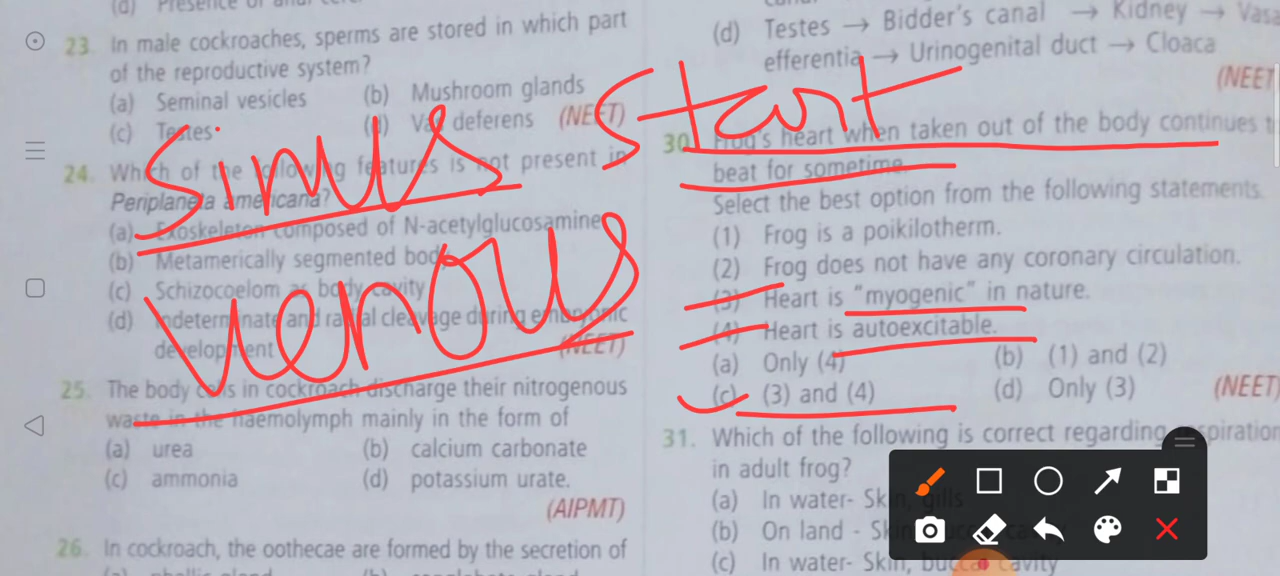 (d) Presence of anal
23. In male cockroaches, sperms are stored in which part
of the reproductive system?
(a) Seminal vesicles (b) Mushroom glands
(c) Testes (d) Vas deferens (NEET)
24. Which of the following features is not present in
Periplaneta americana?
(a) Exoskeleton composed of N-acetylglucosamine
(b) Metamerically segmented body
(c) Schizocoelom as body cavity
(d) Indeterminate and radial cleavage during embryonic
development (NEET)
25. The body cells in cockroach discharge their nitrogenous
waste in the haemolymph mainly in the form of
(a) urea (b) calcium carbonate
(c) ammonia (d) potassium urate.
(AIPMT)
26. In cockroach, the oothecae are formed by the secretion of
(a) phallic gland (b)
(d) Testes → Bidder's canal → Kidney → Vasa
efferentia → Urinogenital duct → Cloaca
(NEET
30. Frog's heart when taken out of the body continues t
beat for sometime.
Select the best option from the following statements.
(1) Frog is a poikilotherm.
(2) Frog does not have any coronary circulation.
(3) Heart is "myogenic" in nature.
(4) Heart is autoexcitable.
(a) Only (4) (b) (1) and (2)
(c) (3) and (4) (d) Only (3) (NEET)
31. Which of the following is correct regarding respiration
in adult frog?
(a) In water- Skin, gills
(b) On land - Skin,
(c) In water- Skin, buccal cavity
Start
Sinus
venous